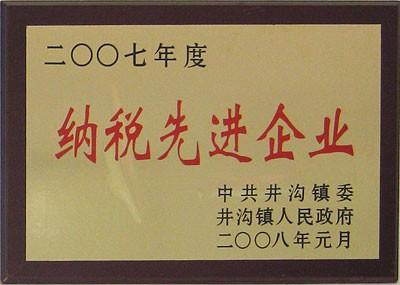 二〇〇七年度
纳税先进企业
中共井沟镇委
井沟镇人民政府
二〇〇八年元月